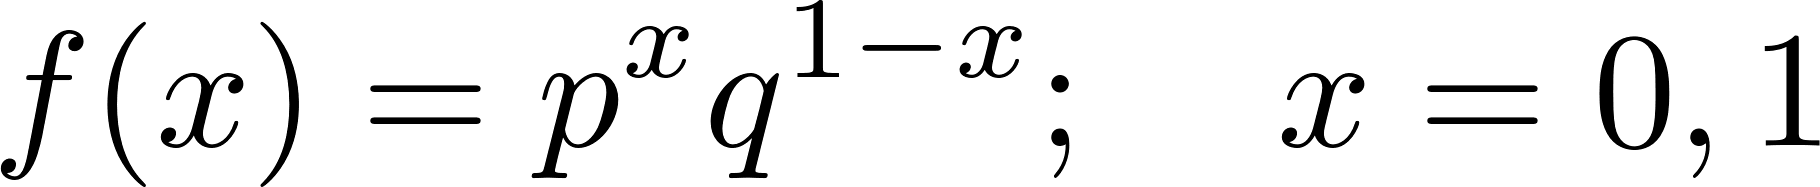 f(x) = p^x q^{1-x}; x = 0, 1